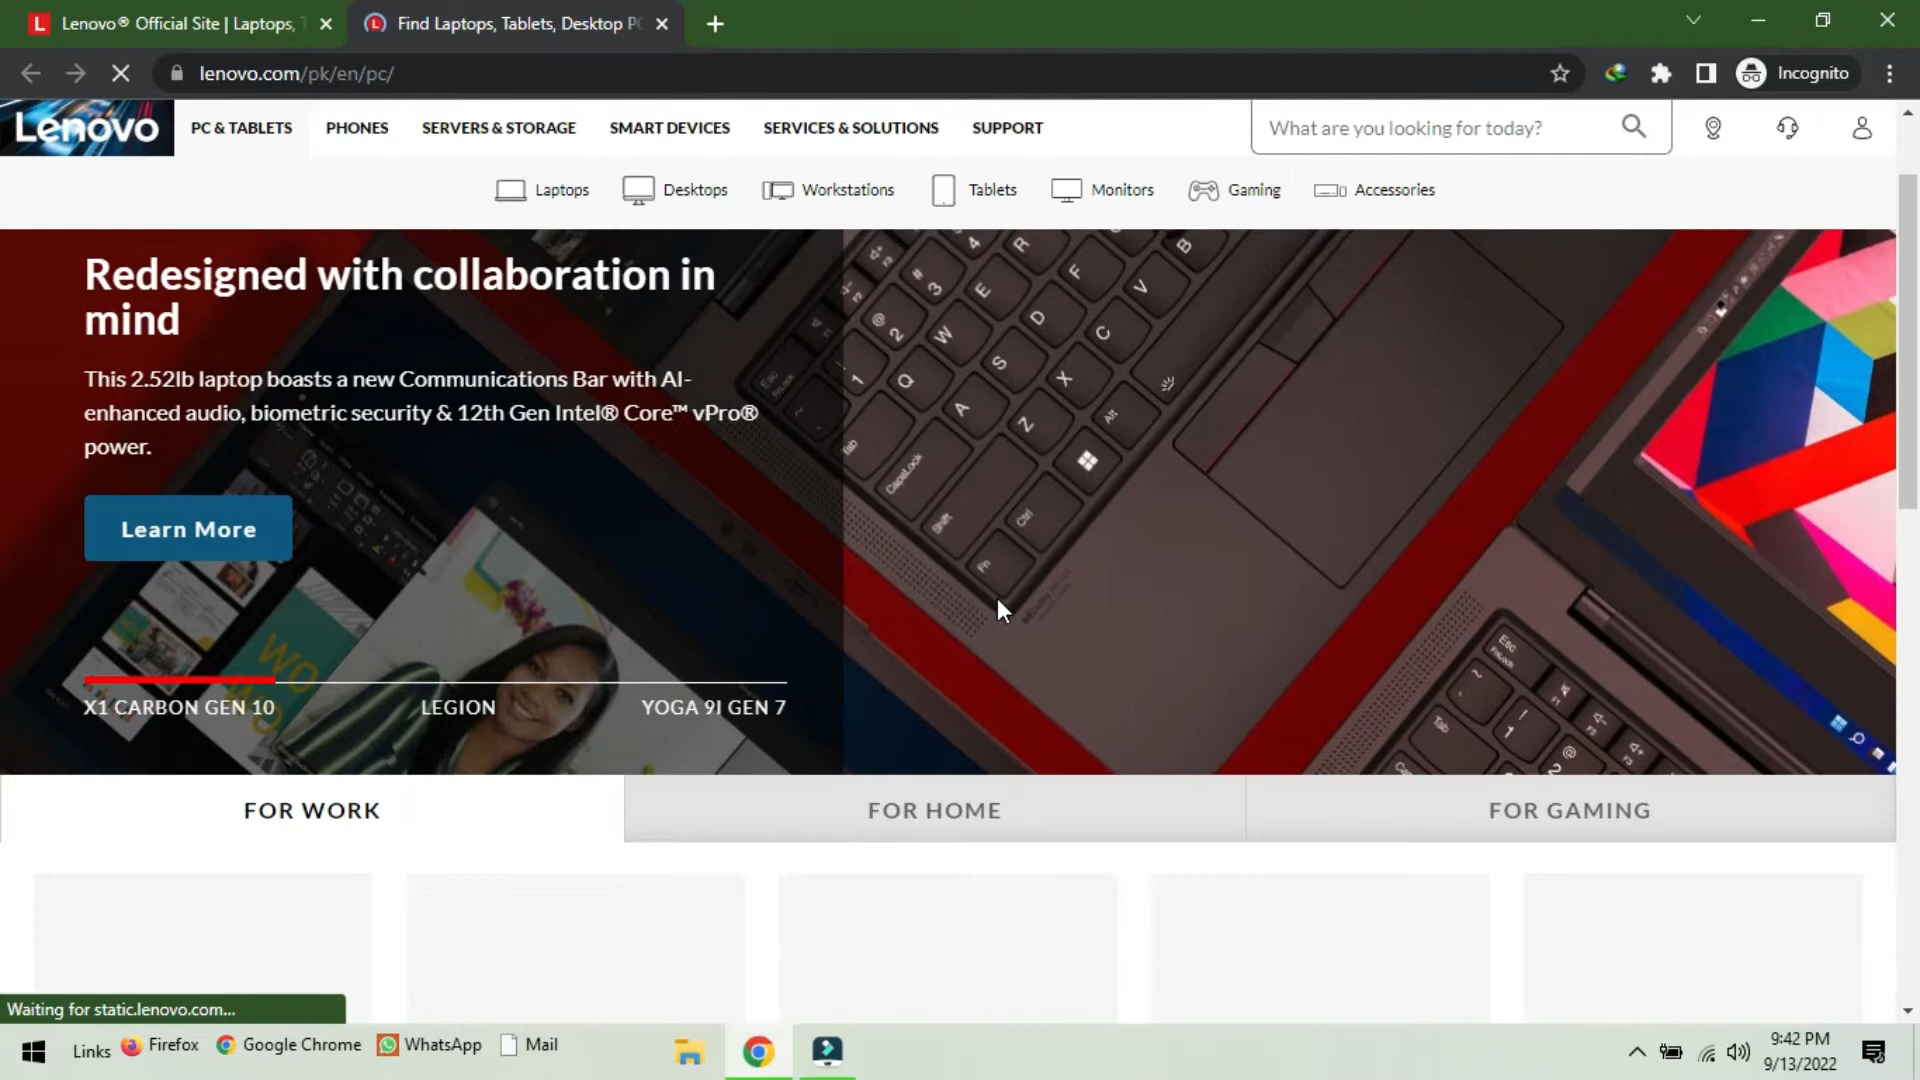 Lenovo® Official Site | Laptops,
Find Laptops, Tablets, Desktop P
lenovo.com/pk/en/pc/
Incognito
Lenovo
PC & TABLETS
PHONES
SERVERS & STORAGE
SMART DEVICES
SERVICES & SOLUTIONS
SUPPORT
What are you looking for today?
Laptops
Desktops
Workstations
Tablets
Monitors
Gaming
Accessories
Redesigned with collaboration in
mind
This 2.52lb laptop boasts a new Communications Bar with AI-
enhanced audio, biometric security & 12th Gen Intel® Core™ vPro®
power.
Learn More
X1 CARBON GEN 10
LEGION
YOGA 9I GEN 7
FOR WORK
FOR HOME
FOR GAMING
Waiting for static.lenovo.com...
Links
Firefox
Google Chrome
WhatsApp
Mail
9:42 PM
9/13/2022